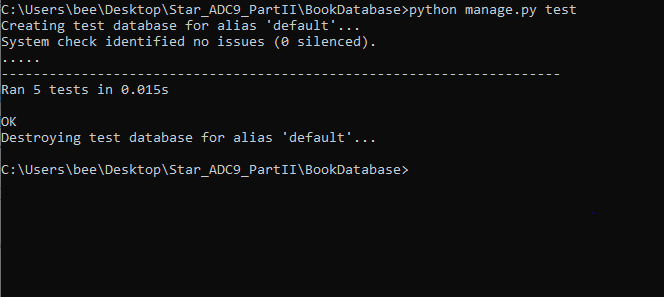 C:\Users\bee\Desktop\Star_ADC9_PartII\BookDatabase>python manage.py test
Creating test database for alias 'default'...
System check identified no issues (0 silenced).
.....
----------------------------------------------------------------------
Ran 5 tests in 0.015s
OK
Destroying test database for alias 'default'...
C:\Users\bee\Desktop\Star_ADC9_PartII\BookDatabase>